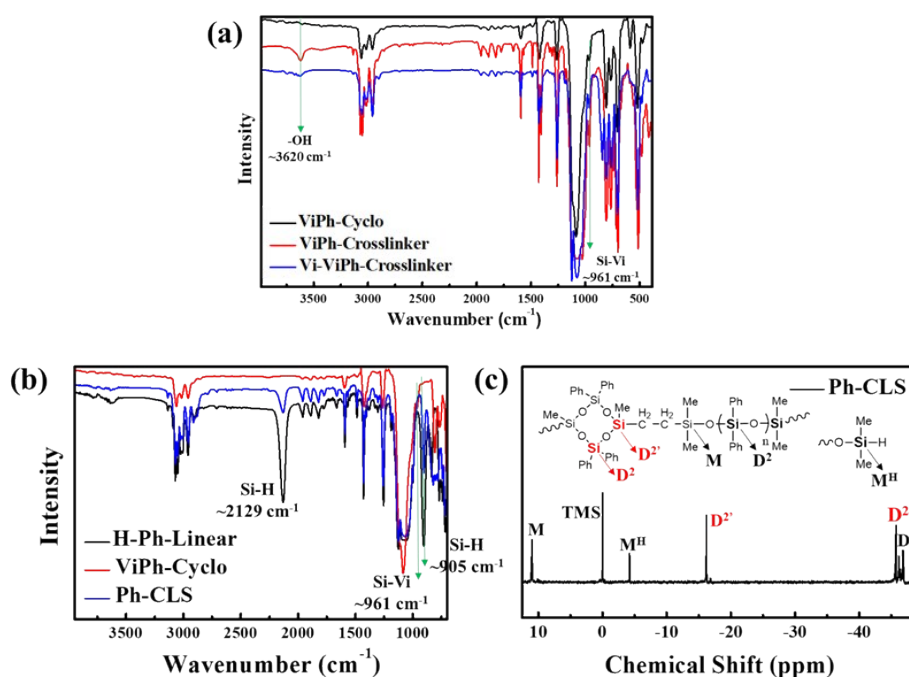 (a)
Intensity
-OH
~3620 cm⁻¹
ViPh-Cyclo
ViPh-Crosslinker
Vi-ViPh-Crosslinker
Si-Vi
~961 cm⁻¹
3500 3000 2500 2000 1500 1000 500
Wavenumber (cm⁻¹)
(b)
Intensity
Si-H
~2129 cm⁻¹
H-Ph-Linear
ViPh-Cyclo
Ph-CLS
Si-Vi
~961 cm⁻¹
Si-H
~905 cm⁻¹
3500 3000 2500 2000 1500 1000
Wavenumber (cm⁻¹)
(c)
Ph-CLS
Ph Ph
Si
O O
Me Me Me Ph Me
Si Si C H₂ C H₂ Si O ( Si O ) n Si
O O
Si
Me Ph Me
Ph Ph
D²
D²'
M
D²
Me
O Si H
Me
Mᴴ
M
TMS
Mᴴ
D²'
D²
D
10 0 -10 -20 -30 -40
Chemical Shift (ppm)